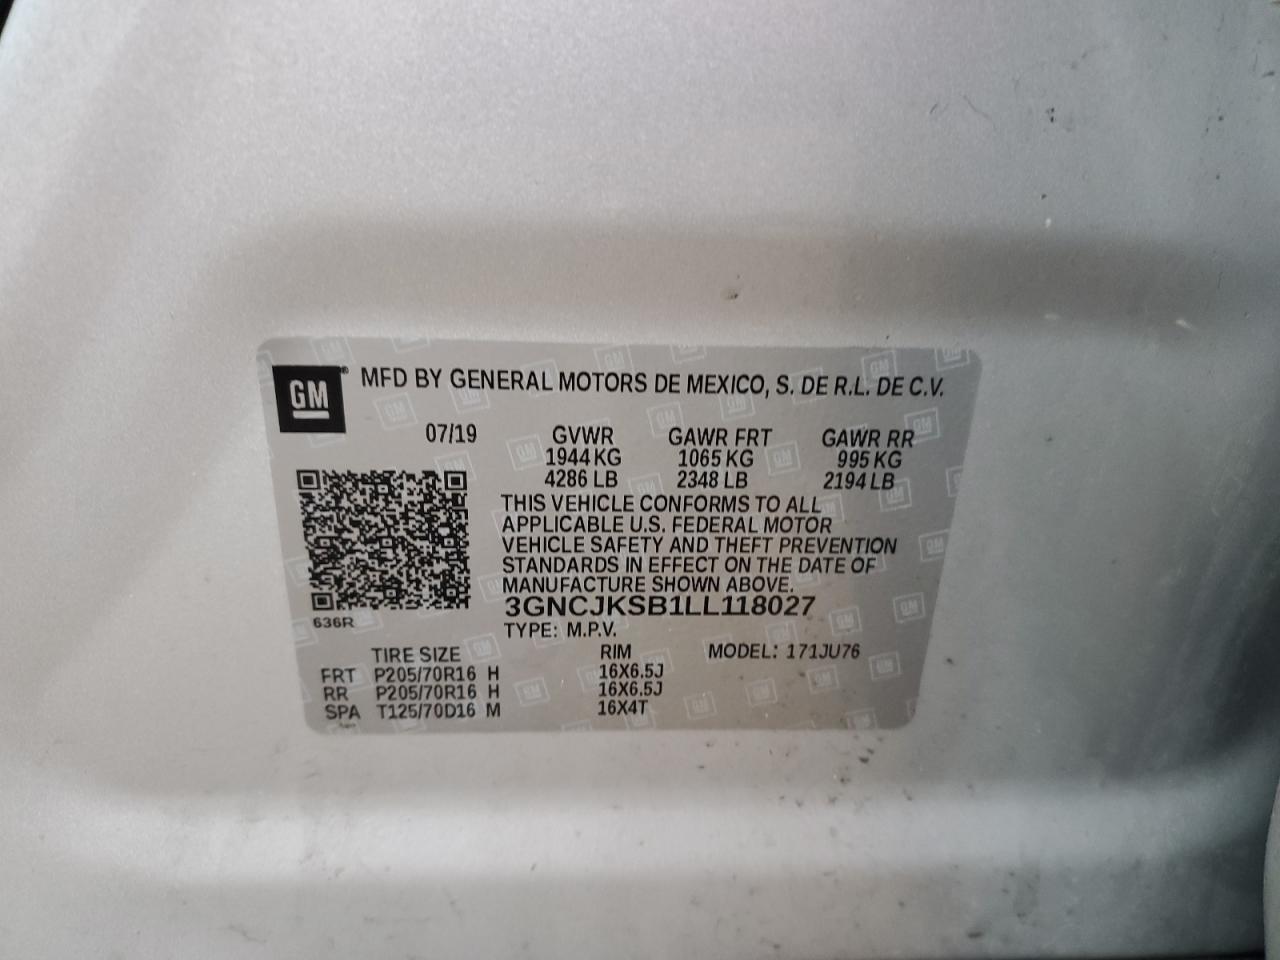 GM® MFD BY GENERAL MOTORS DE MEXICO, S. DE R.L. DE C.V.
07/19 GVWR GAWR FRT GAWR RR
1944 KG 1065 KG 995 KG
4286 LB 2348 LB 2194 LB
THIS VEHICLE CONFORMS TO ALL
APPLICABLE U.S. FEDERAL MOTOR
VEHICLE SAFETY AND THEFT PREVENTION
STANDARDS IN EFFECT ON THE DATE OF
MANUFACTURE SHOWN ABOVE.
3GNCJKSB1LL118027
636R
TYPE: M.P.V.
TIRE SIZE RIM MODEL: 171JU76
FRT P205/70R16 H 16X6.5J
RR P205/70R16 H 16X6.5J
SPA T125/70D16 M 16X4T